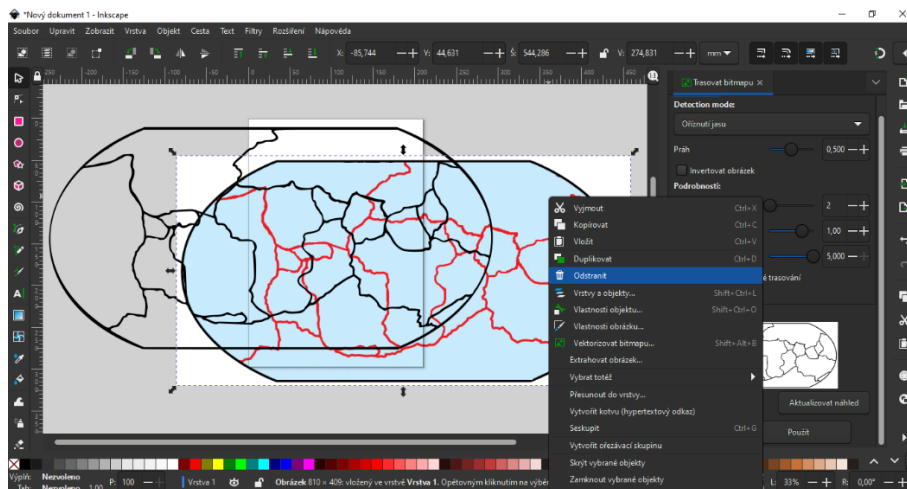 *Nový dokument 1 - Inkscape
Soubor Upravit Zobrazit Vrstva Objekt Cesta Text Filtry Rozšíření Nápověda
X: -85,744 Y: 44,631 Š: 544,286 V: 274,831 mm
Trasovat bitmapu
Detection mode:
Oříznutí jasu
Práh 0,500
Invertovat obrázek
Podrobnosti:
2
1,00
5,000
é trasování
Vyjmout Ctrl+X
Kopírovat Ctrl+C
Vložit Ctrl+V
Duplikovat Ctrl+D
Odstranit
Vrstvy a objekty... Shift+Ctrl+L
Vlastnosti objektu... Shift+Ctrl+O
Vlastnosti obrázku...
Vektorizovat bitmapu... Shift+Alt+B
Extrahovat obrázek...
Vybrat totéž
Přesunout do vrstvy...
Vytvořit kotvu (hypertextový odkaz)
Seskupit Ctrl+G
Vytvořit ořezávací skupinu
Skrýt vybrané objekty
Zamknout vybrané objekty
Aktualizovat náhled
Použít
Výplň: Nezvoleno
Tah: Nezvoleno 1,00
P: 100
Vrstva 1
Obrázek 810 × 409: vložený ve vrstvě Vrstva 1. Opětovným kliknutím na výběr
L: 33% R: 0,00°